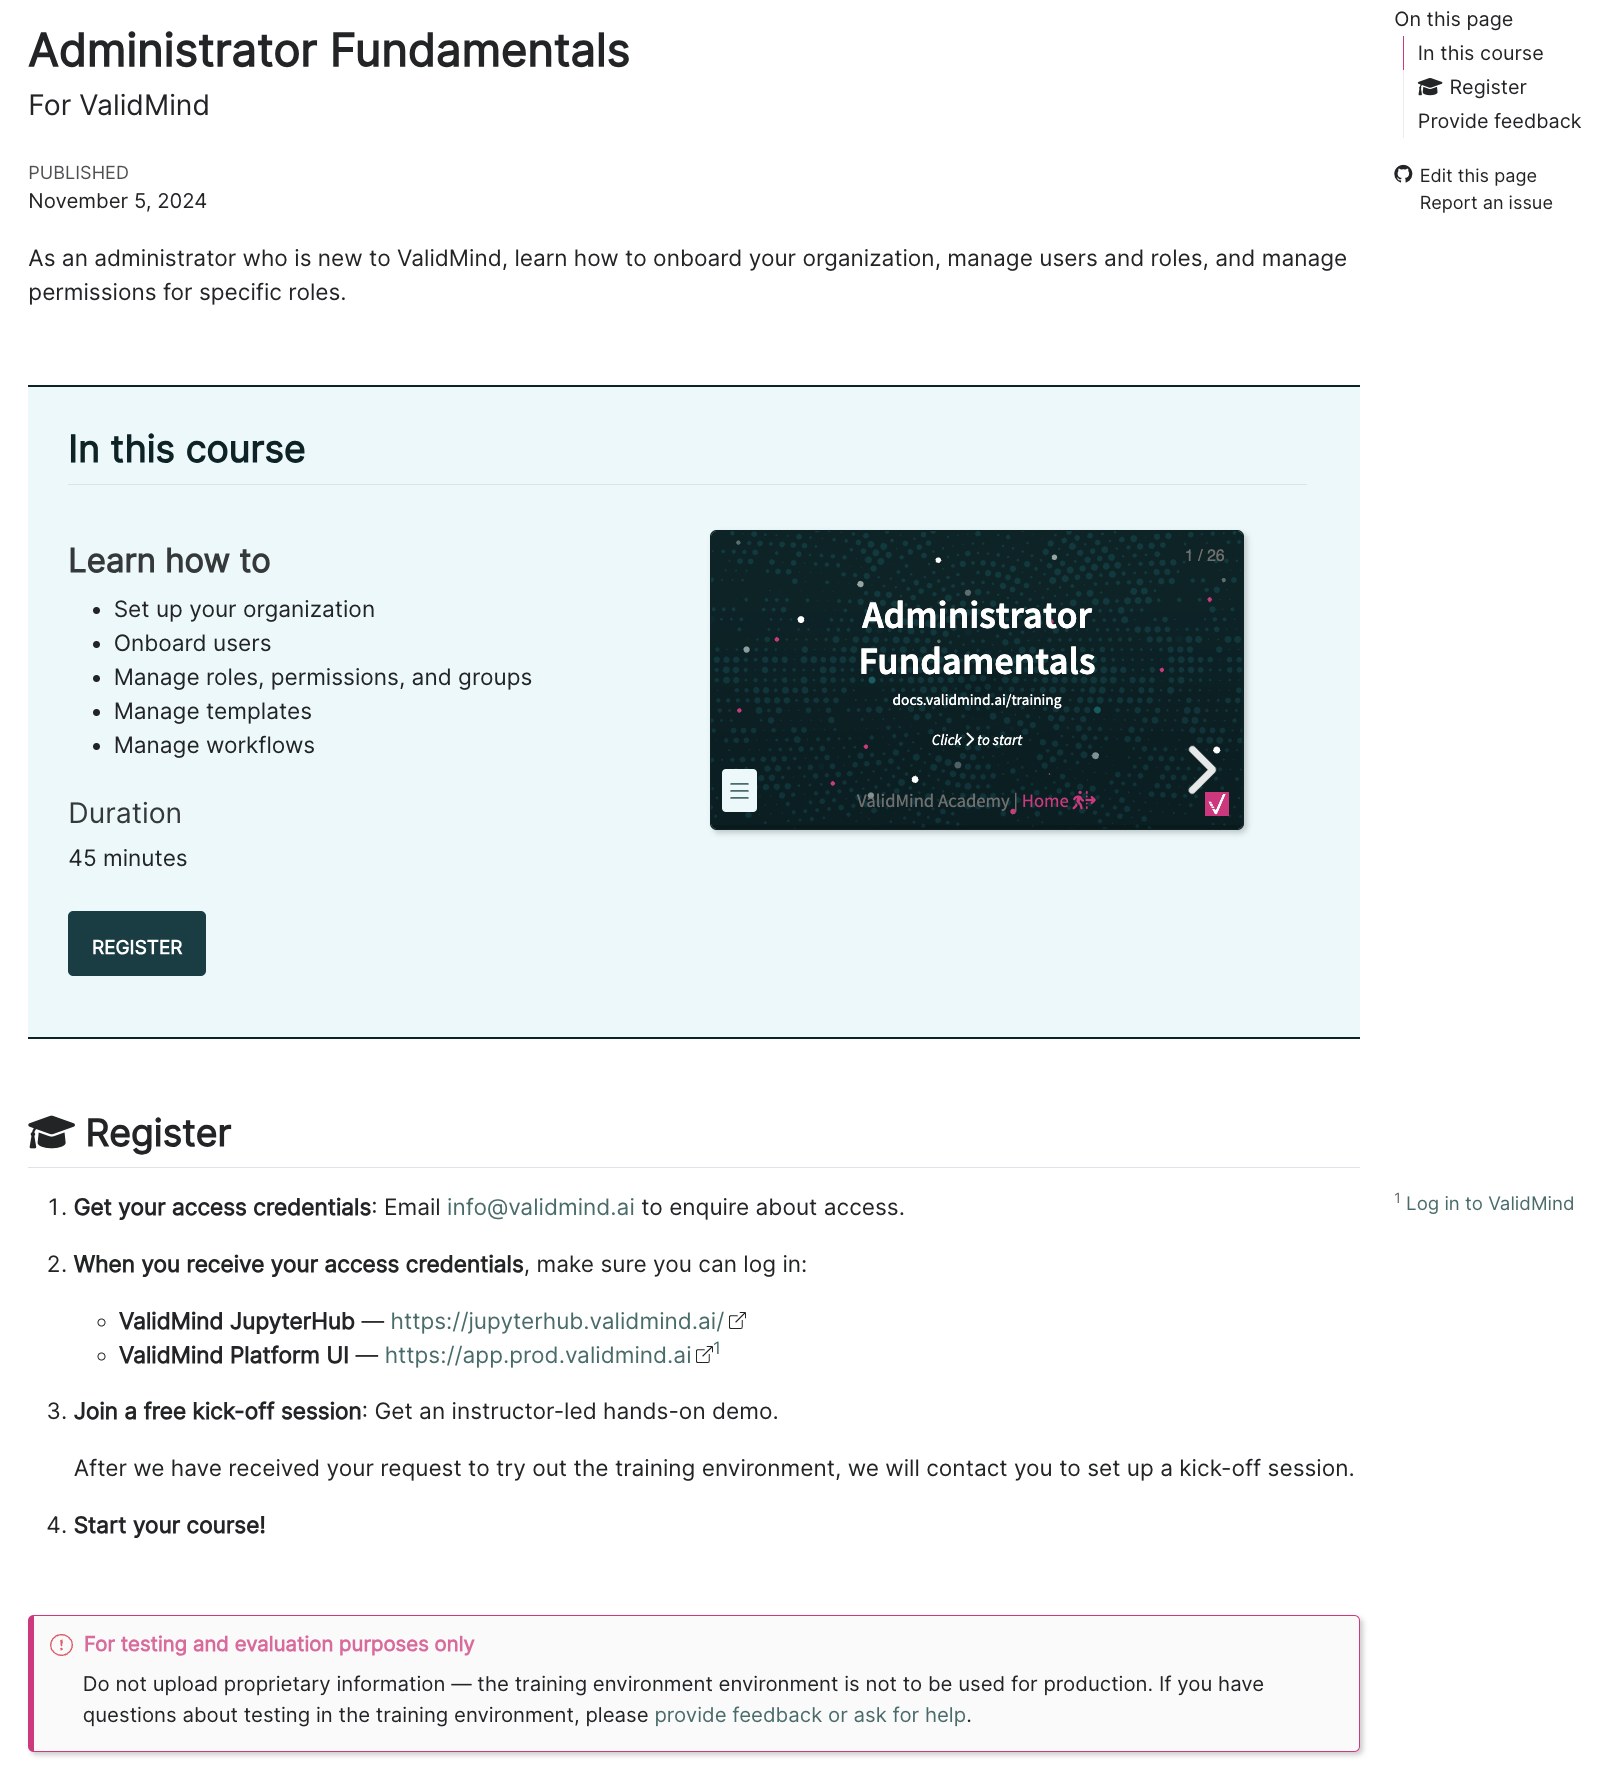 Administrator Fundamentals
For ValidMind
PUBLISHED
November 5, 2024
As an administrator who is new to ValidMind, learn how to onboard your organization, manage users and roles, and manage
permissions for specific roles.
In this course
Learn how to
• Set up your organization
• Onboard users
• Manage roles, permissions, and groups
• Manage templates
• Manage workflows
Duration
45 minutes
REGISTER
1 / 26
Administrator
Fundamentals
docs.validmind.ai/training
Click > to start
ValidMind Academy | Home
Register
1. Get your access credentials: Email info@validmind.ai to enquire about access.
2. When you receive your access credentials, make sure you can log in:
◦ ValidMind JupyterHub — https://jupyterhub.validmind.ai/
◦ ValidMind Platform UI — https://app.prod.validmind.ai 1
3. Join a free kick-off session: Get an instructor-led hands-on demo.
After we have received your request to try out the training environment, we will contact you to set up a kick-off session.
4. Start your course!
For testing and evaluation purposes only
Do not upload proprietary information — the training environment environment is not to be used for production. If you have
questions about testing in the training environment, please provide feedback or ask for help.
On this page
In this course
Register
Provide feedback
Edit this page
Report an issue
1 Log in to ValidMind